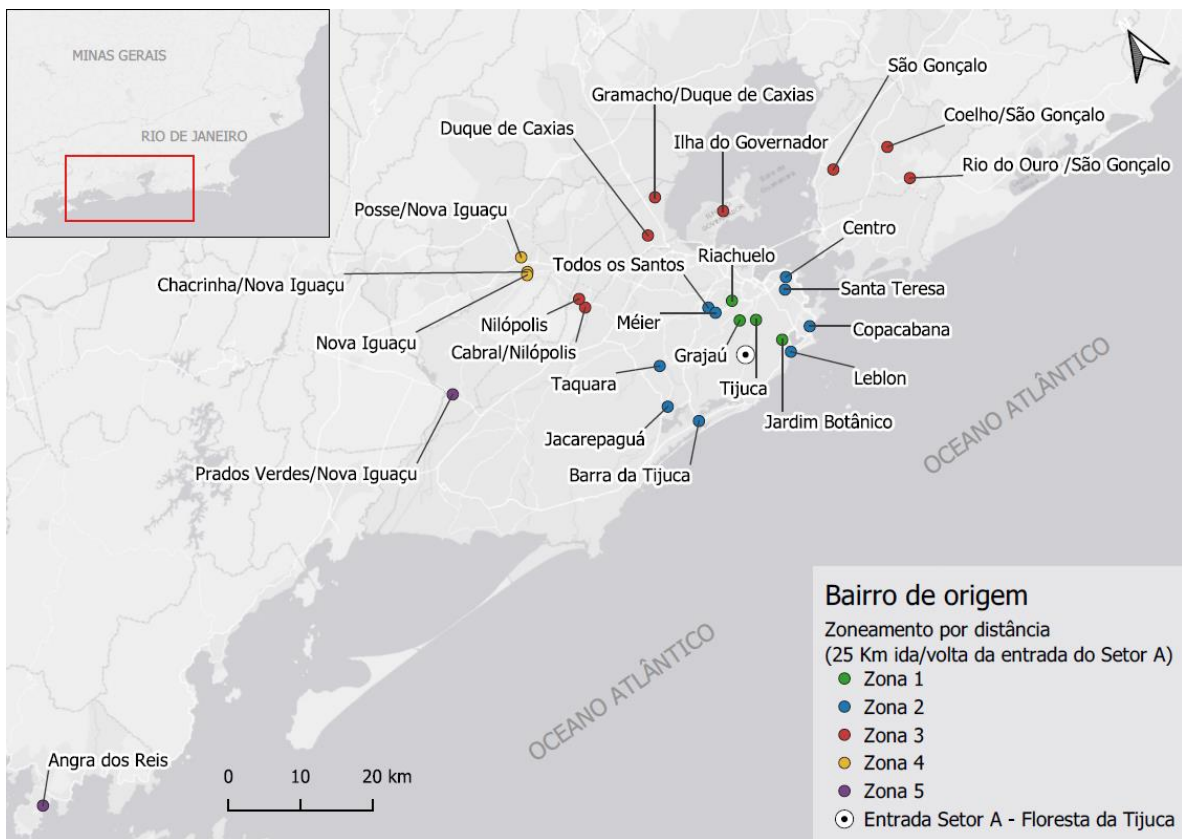 MINAS GERAIS
RIO DE JANEIRO
São Gonçalo
Gramacho/Duque de Caxias
Coelho/São Gonçalo
Duque de Caxias
Ilha do Governador
Rio do Ouro /São Gonçalo
Posse/Nova Iguaçu
Centro
Riachuelo
Todos os Santos
Chacrinha/Nova Iguaçu
Santa Teresa
Nilópolis
Méier
Copacabana
Nova Iguaçu
Cabral/Nilópolis
Grajaú
Taquara
Tijuca
Leblon
Jardim Botânico
Jacarepaguá
Prados Verdes/Nova Iguaçu
Barra da Tijuca
OCEANO ATLÂNTICO
OCEANO ATLÂNTICO
Angra dos Reis
0 10 20 km
Bairro de origem
Zoneamento por distância
(25 Km ida/volta da entrada do Setor A)
Zona 1
Zona 2
Zona 3
Zona 4
Zona 5
Entrada Setor A - Floresta da Tijuca